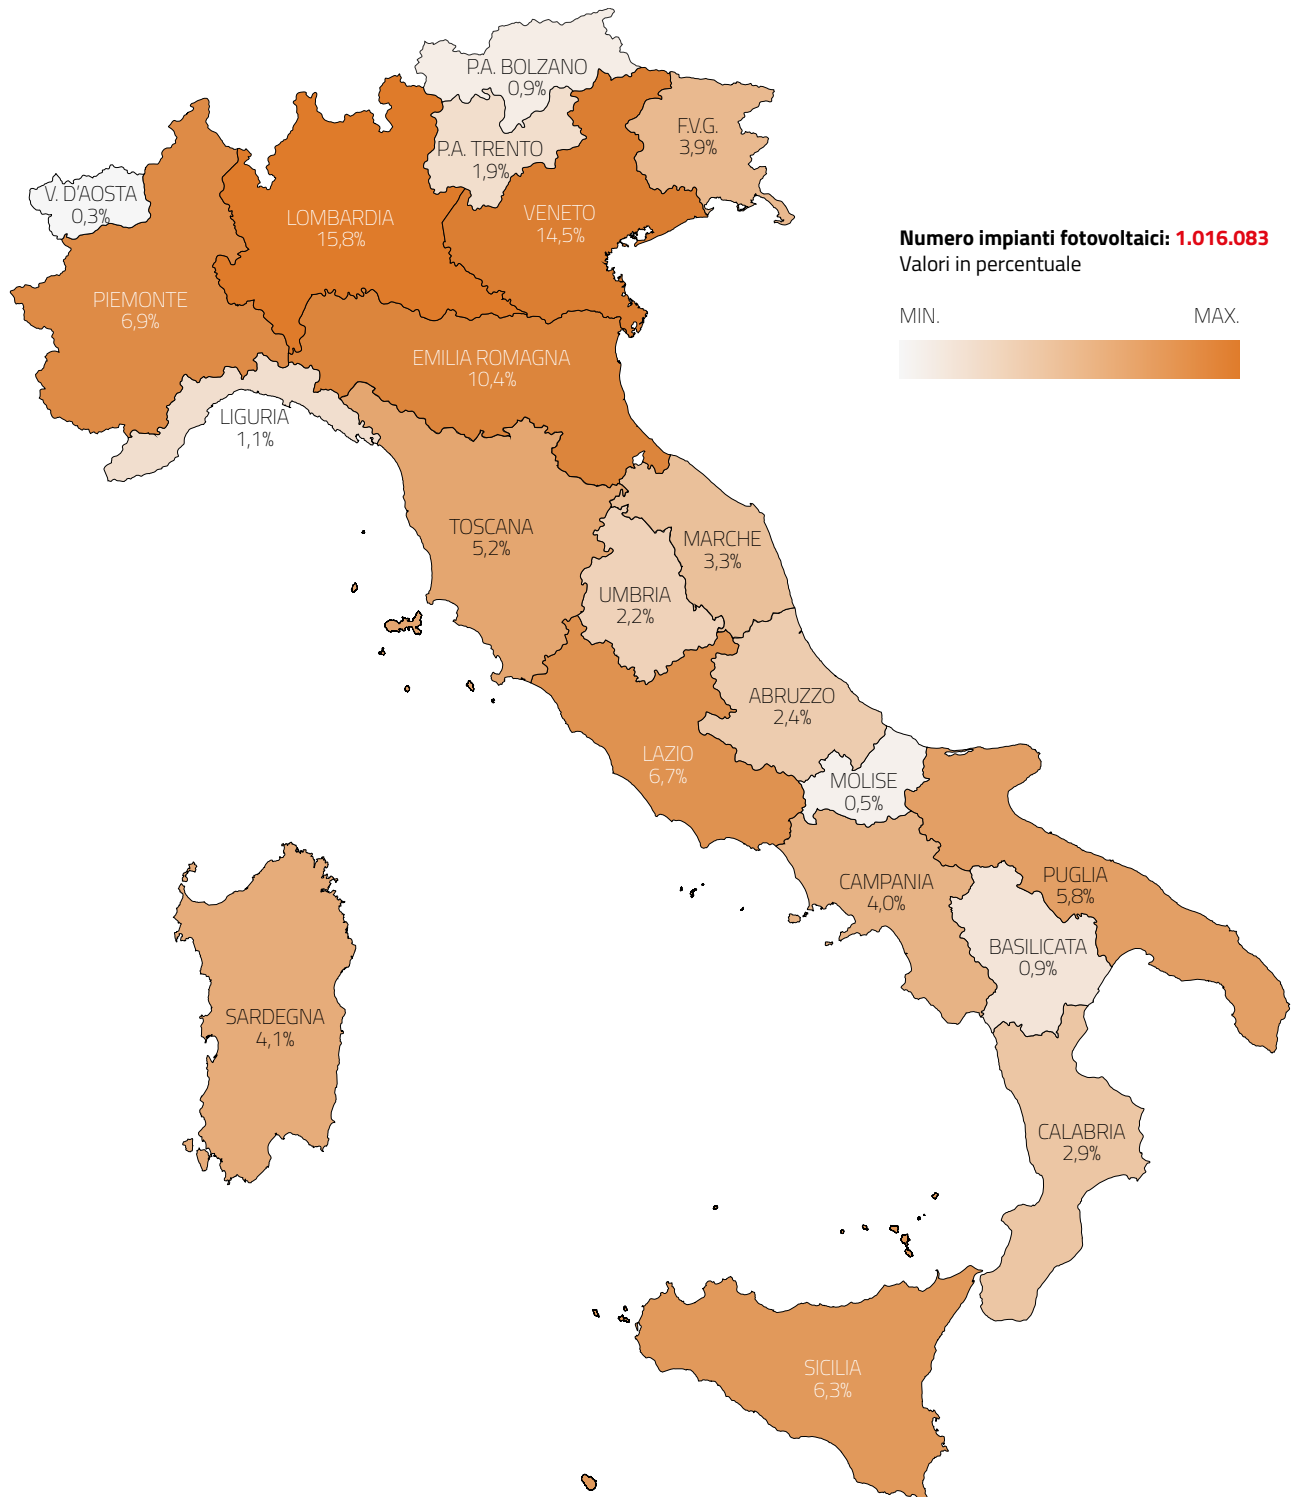 P.A. BOLZANO
0,9%
F.V.G.
3,9%
P.A. TRENTO
1,9%
V. D'AOSTA
0,3%
LOMBARDIA
15,8%
VENETO
14,5%
Numero impianti fotovoltaici: 1.016.083
Valori in percentuale
MIN.
MAX.
PIEMONTE
6,9%
EMILIA ROMAGNA
10,4%
LIGURIA
1,1%
TOSCANA
5,2%
MARCHE
3,3%
UMBRIA
2,2%
ABRUZZO
2,4%
LAZIO
6,7%
MOLISE
0,5%
CAMPANIA
4,0%
PUGLIA
5,8%
BASILICATA
0,9%
SARDEGNA
4,1%
CALABRIA
2,9%
SICILIA
6,3%